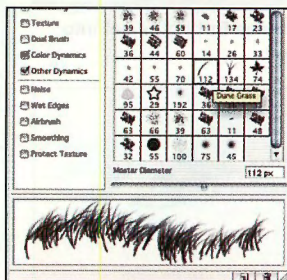 Texture
39 46 59 11 17 23
Dual Brush
Color Dynamics
36 44 60 14 26 33
Other Dynamics
42 55 70 112 134 74
Noise
Dune Grass
Wet Edges
95 29 192 36
Airbrush
63 66 39 63 11 48
Smoothing
Protect Texture
32 55 100 75 45
Master Diameter 112 px